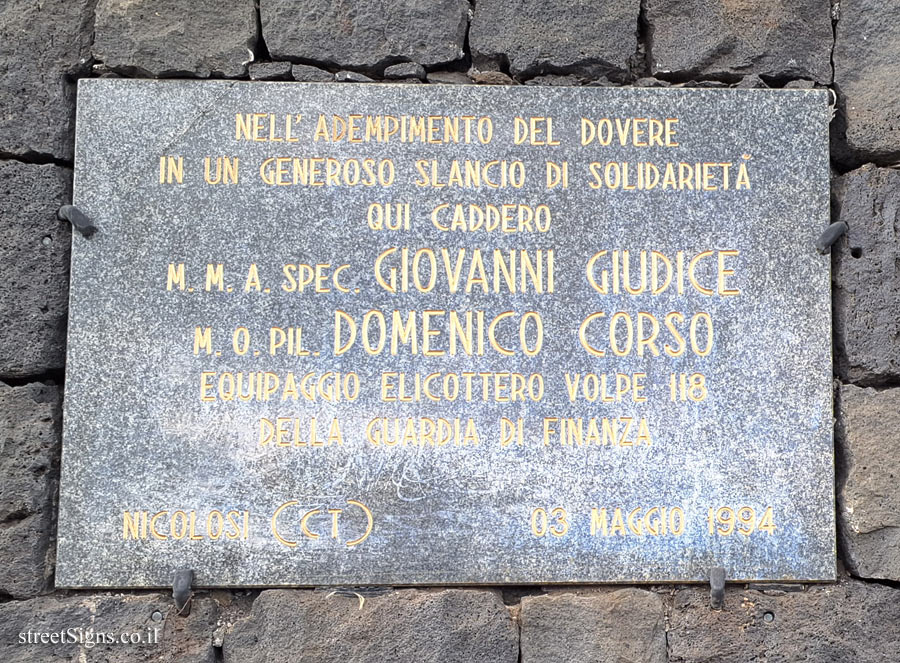 NELL' ADEMPIMENTO DEL DOVERE
IN UN GENEROSO SLANCIO DI SOLIDARIETÀ
QUI CADDERO
M. M. A. SPEC. GIOVANNI GIUDICE
M. O. PIL. DOMENICO CORSO
EQUIPAGGIO ELICOTTERO VOLPE 118
DELLA GUARDIA DI FINANZA
NICOLOSI (CT) 03 MAGGIO 1994
streetSigns.co.il